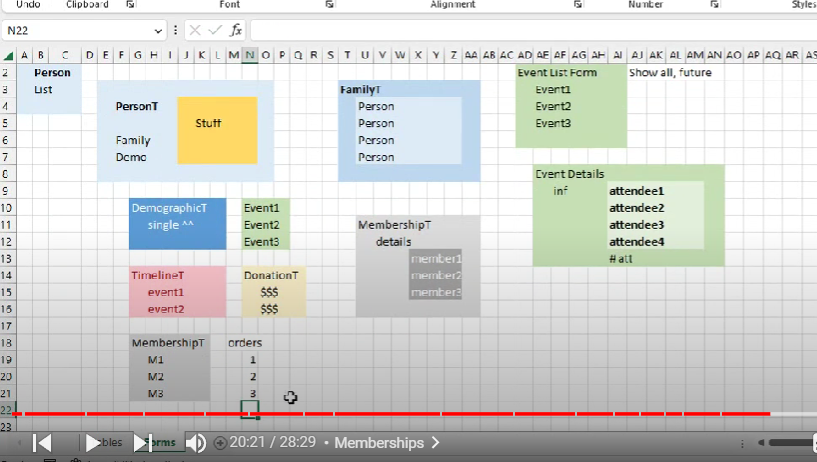 Undo Clipboard Font Alignment Number Styles
N22 fx
A B C D E F G H I J K L M N O P Q R S T U V W X Y Z AA AB AC AD AE AF AG AH AI AJ AK AL AM AN AO AP AQ AR AS
2 Person Event List Form Show all, future
3 List FamilyT Event1
4 PersonT Person Event2
5 Stuff Person Event3
6 Family Person
7 Demo Person
8 Event Details
9 inf attendee1
10 DemographicT Event1 attendee2
11 single ^^ Event2 MembershipT attendee3
12 Event3 details attendee4
13 member1 # att
14 TimelineT DonationT member2
15 event1 $$$ member3
16 event2 $$$
17
18 MembershipT orders
19 M1 1
20 M2 2
21 M3 3
22
23
20:21 / 28:29 • Memberships